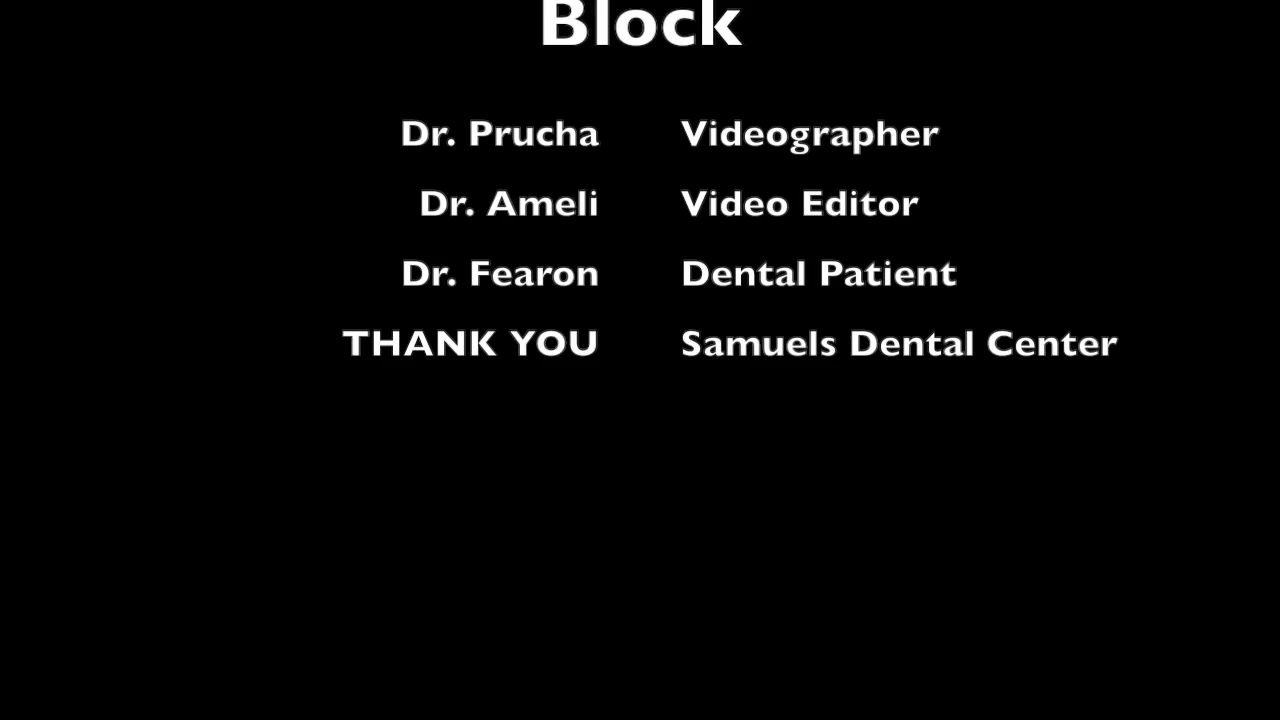 Block
Dr. Prucha Videographer
Dr. Ameli Video Editor
Dr. Fearon Dental Patient
THANK YOU Samuels Dental Center